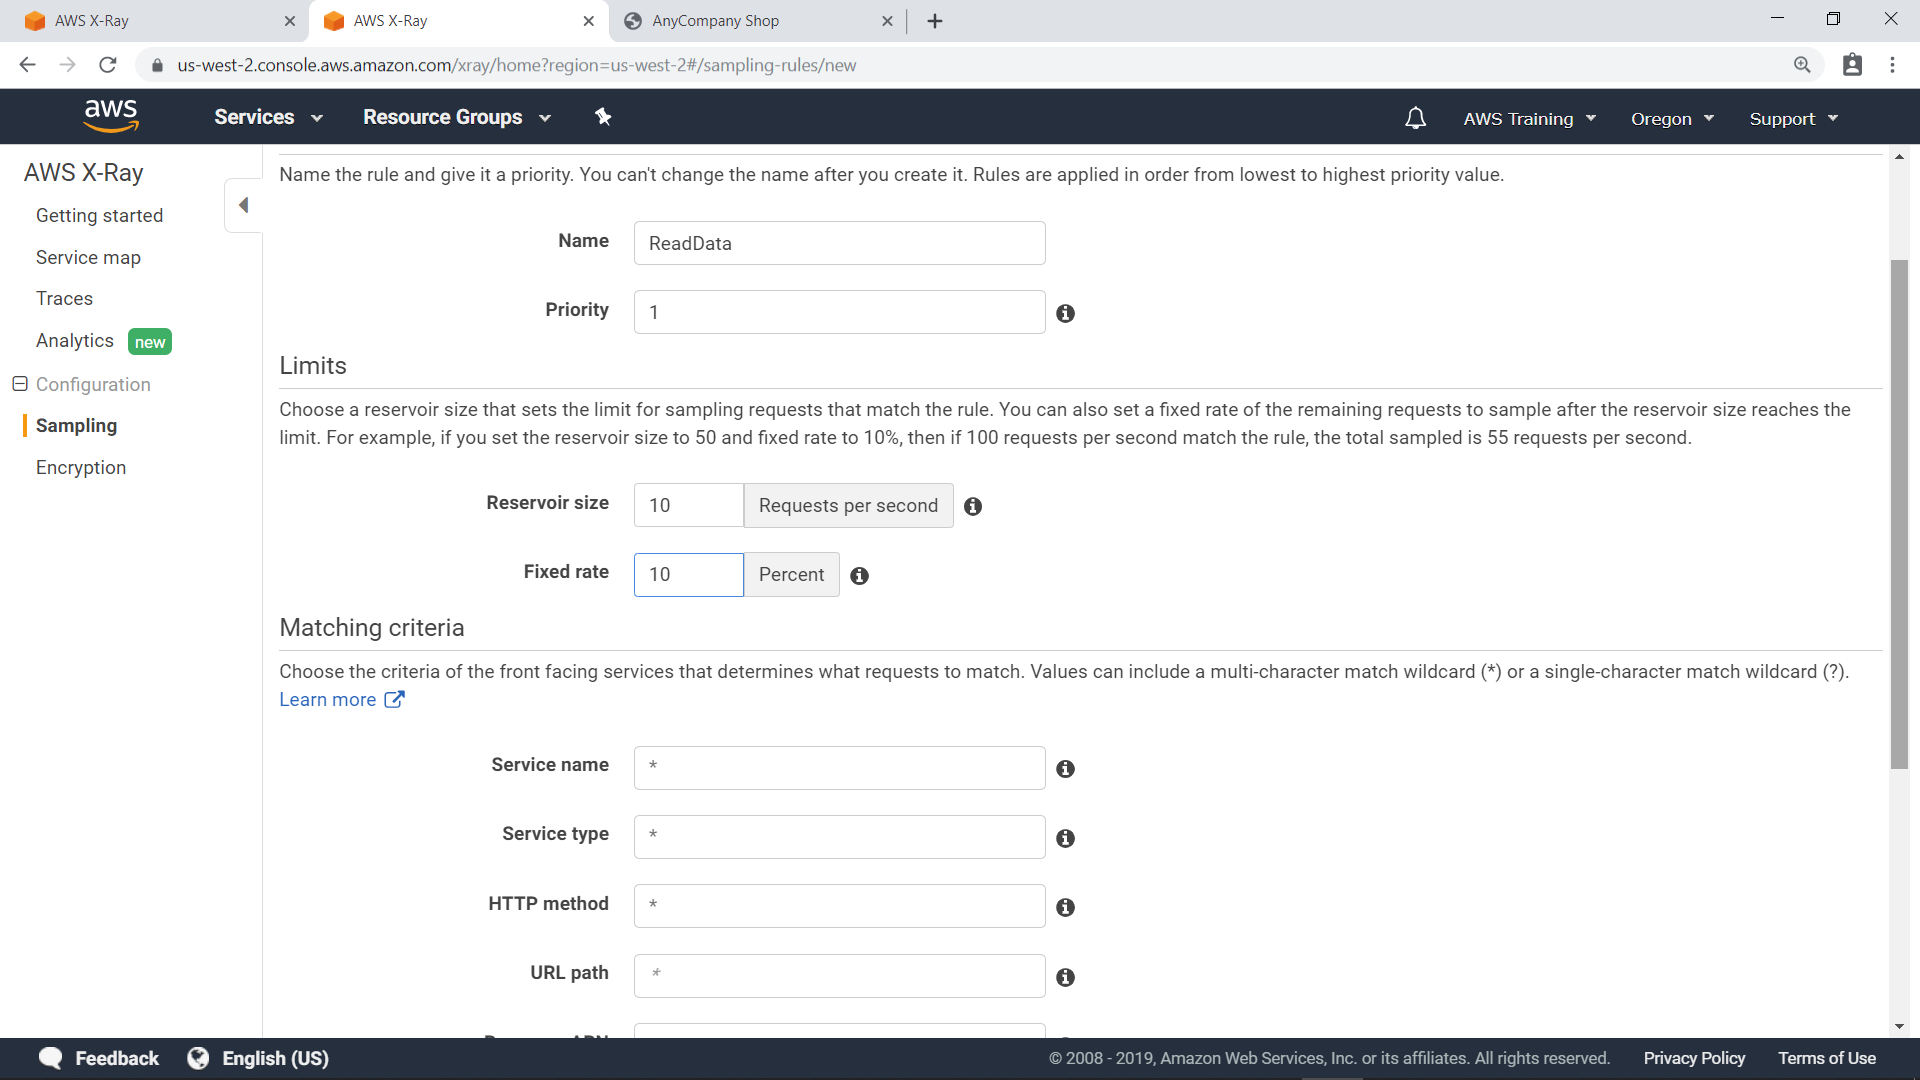 AWS X-Ray
AWS X-Ray
AnyCompany Shop
us-west-2.console.aws.amazon.com/xray/home?region=us-west-2#/sampling-rules/new
aws
Services
Resource Groups
AWS Training
Oregon
Support
AWS X-Ray
Getting started
Service map
Traces
Analytics new
Configuration
Sampling
Encryption
Name the rule and give it a priority. You can't change the name after you create it. Rules are applied in order from lowest to highest priority value.
Name ReadData
Priority 1
Limits
Choose a reservoir size that sets the limit for sampling requests that match the rule. You can also set a fixed rate of the remaining requests to sample after the reservoir size reaches the
limit. For example, if you set the reservoir size to 50 and fixed rate to 10%, then if 100 requests per second match the rule, the total sampled is 55 requests per second.
Reservoir size 10 Requests per second
Fixed rate 10 Percent
Matching criteria
Choose the criteria of the front facing services that determines what requests to match. Values can include a multi-character match wildcard (*) or a single-character match wildcard (?).
Learn more
Service name *
Service type *
HTTP method *
URL path *
Feedback
English (US)
© 2008 - 2019, Amazon Web Services, Inc. or its affiliates. All rights reserved.
Privacy Policy
Terms of Use